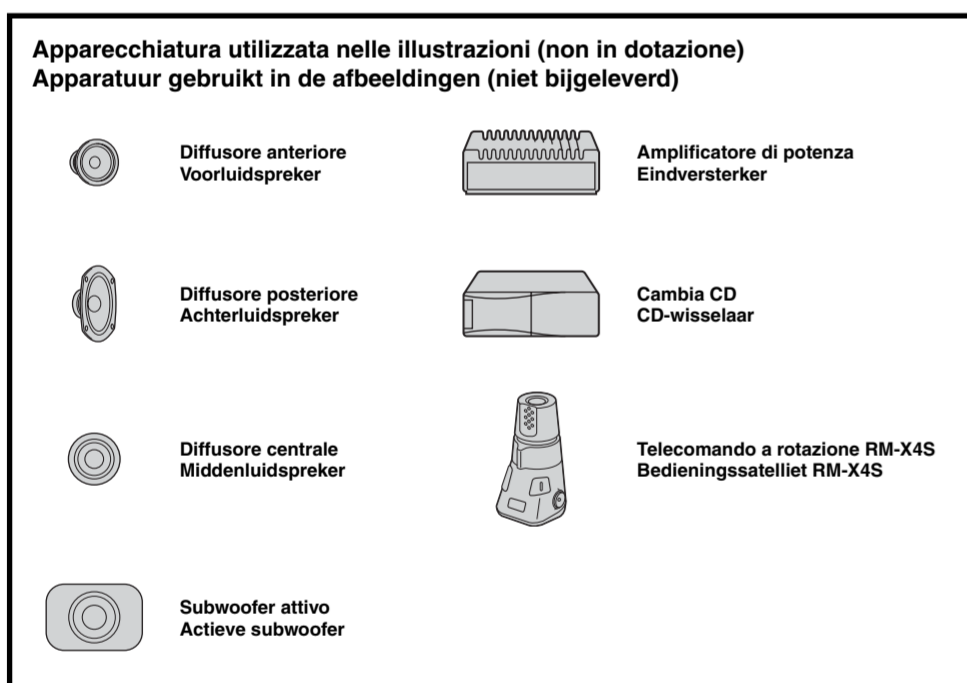 Apparecchiatura utilizzata nelle illustrazioni (non in dotazione)
Apparatuur gebruikt in de afbeeldingen (niet bijgeleverd)
Diffusore anteriore
Voorluidspreker
Amplificatore di potenza
Eindversterker
Diffusore posteriore
Achterluidspreker
Cambia CD
CD-wisselaar
Diffusore centrale
Middenluidspreker
Telecomando a rotazione RM-X4S
Bedieningssatelliet RM-X4S
Subwoofer attivo
Actieve subwoofer